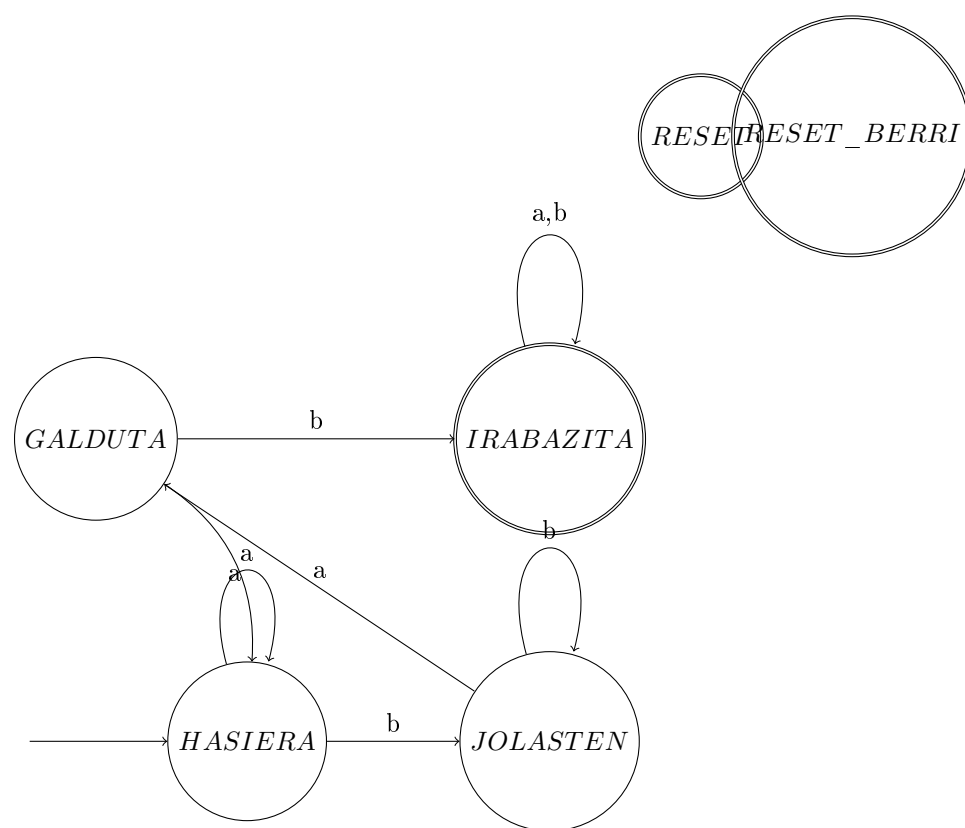 RESET
RESET_BERRI
a,b
GALDUTA
b
IRABAZITA
b
a
a
a
HASIERA
b
JOLASTEN